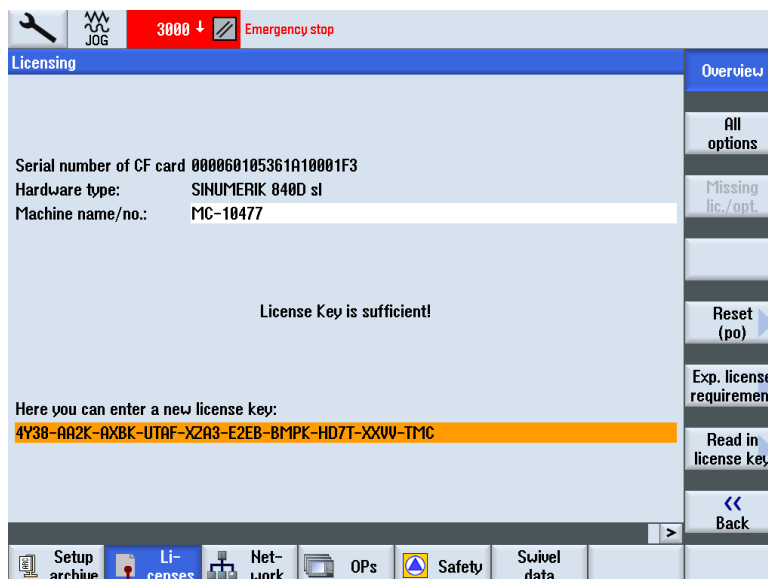 JOG
3000 ↓ Emergency stop
Licensing
Overview
All
options
Serial number of CF card 000060105361A10001F3
Hardware type: SINUMERIK 840D sl
Machine name/no.: MC-10477
Missing
lic./opt.
License Key is sufficient!
Reset
(po)
Exp. license
requiremen
Here you can enter a new license key:
4Y38-AA2K-AXBK-UTAF-XZA3-E2EB-BMPK-HD7T-XXVV-TMC
Read in
license key
<<
Back
>
Setup
archive
Li-
censes
Net-
work
OPs
Safety
Swivel
data